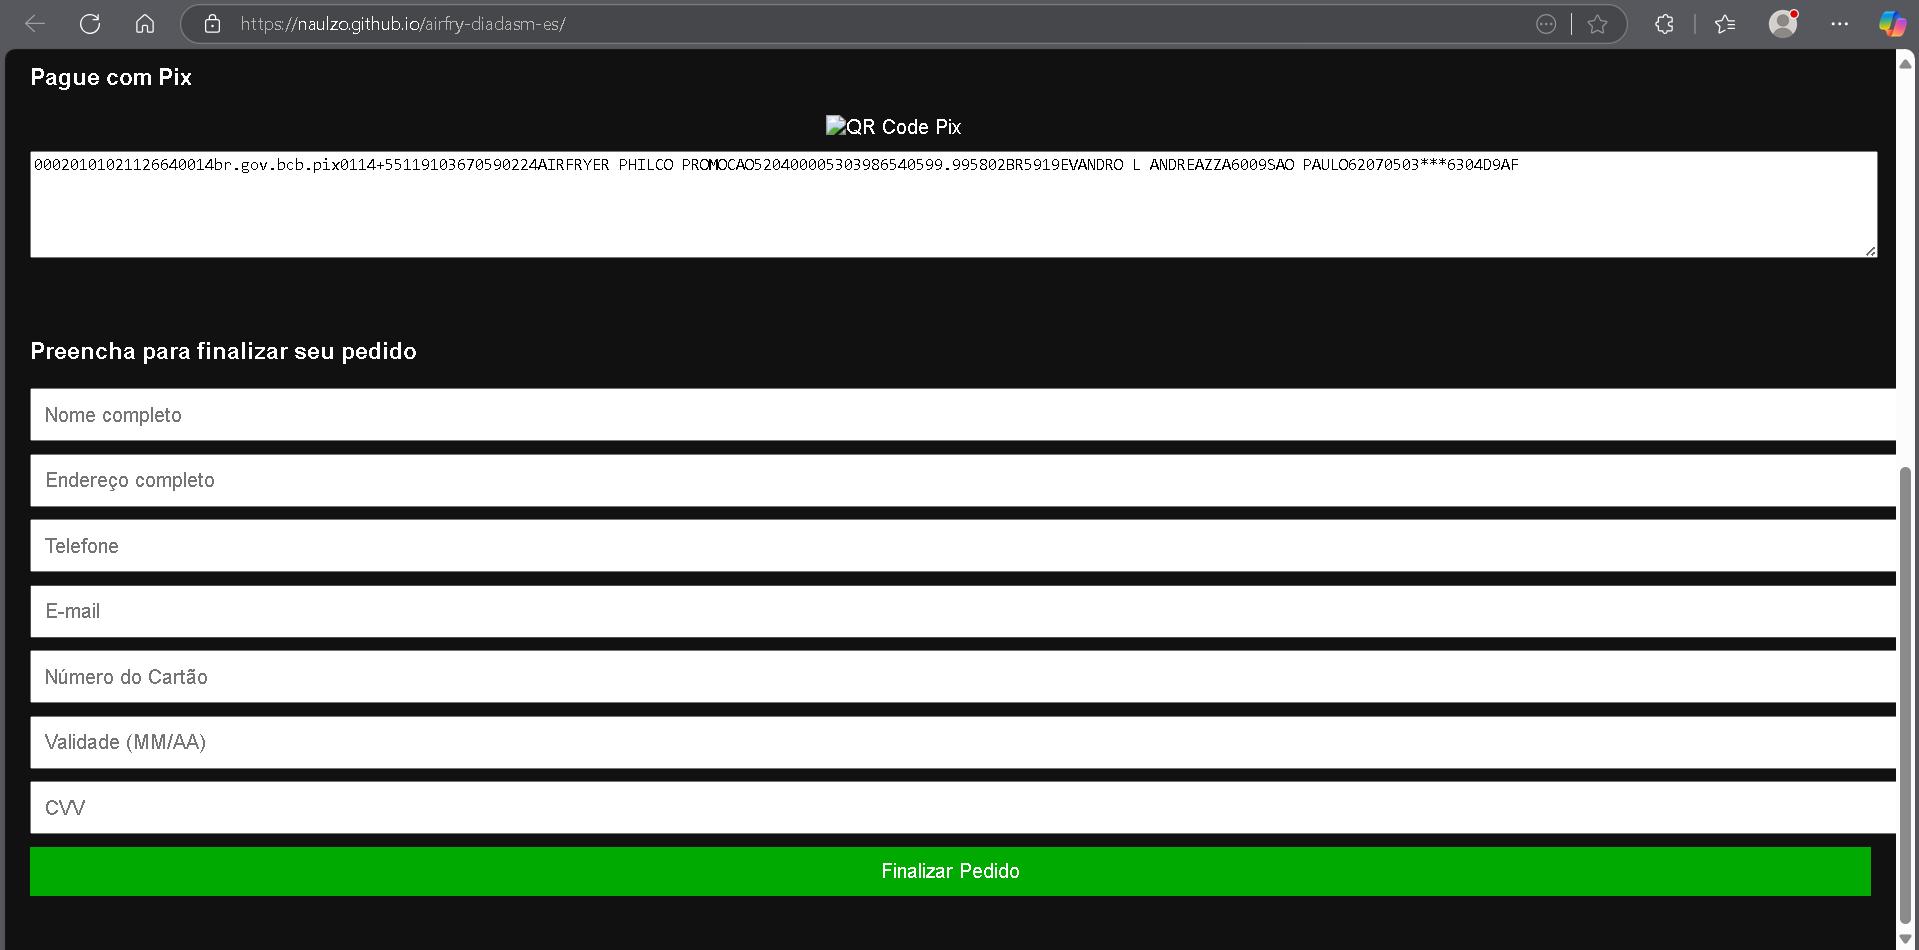 https://naulzo.github.io/airfry-diadasm-es/
Pague com Pix
QR Code Pix
00020101021126640014br.gov.bcb.pix0114+55119103670590224AIRFRYER PHILCO PROMOCAO520400005303986540599.995802BR5919EVANDRO L ANDREAZZA6009SAO PAULO62070503***6304D9AF
Preencha para finalizar seu pedido
Nome completo
Endereço completo
Telefone
E-mail
Número do Cartão
Validade (MM/AA)
CVV
Finalizar Pedido